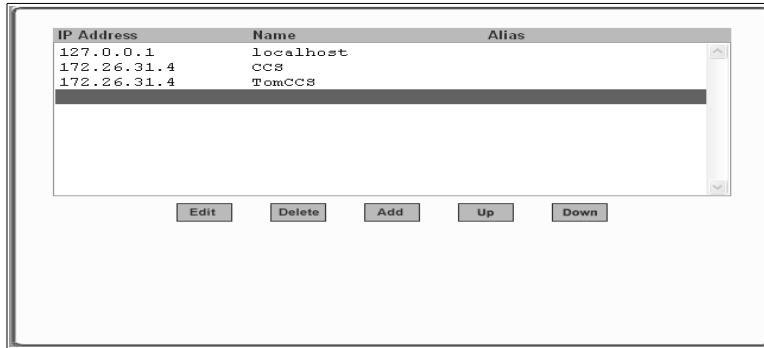 IP Address Name Alias
127.0.0.1 localhost
172.26.31.4 CCS
172.26.31.4 TomCCS
Edit Delete Add Up Down